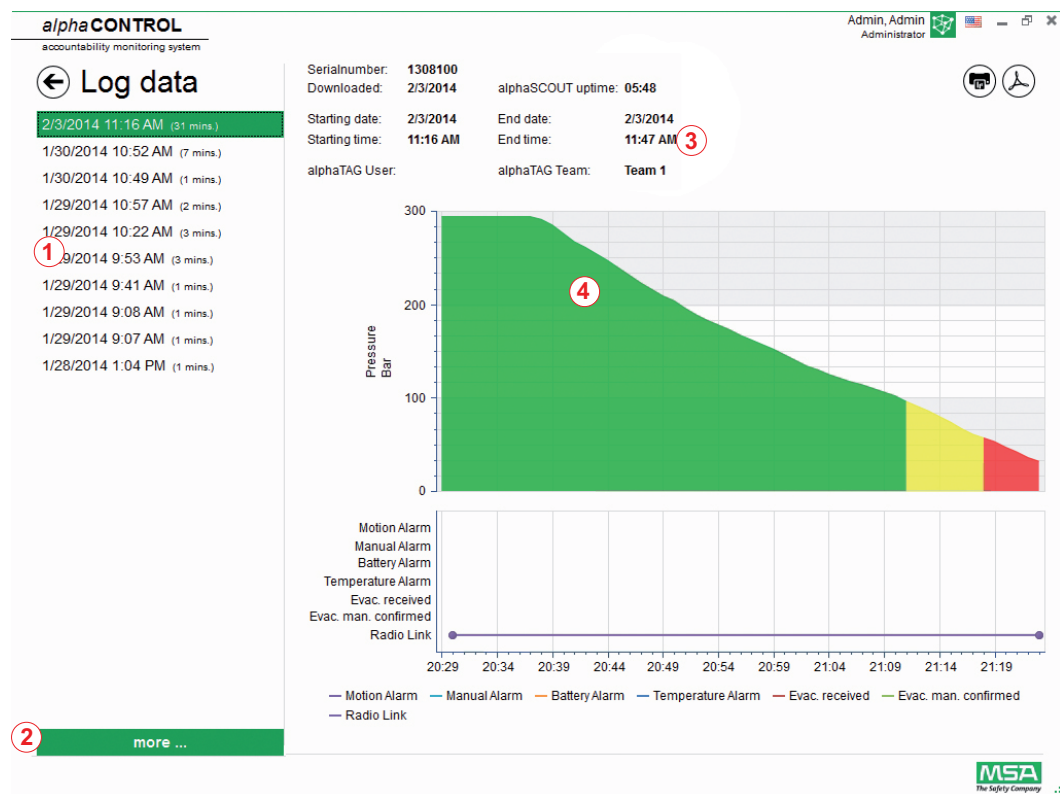 alphaCONTROL
accountability monitoring system
Admin, Admin
Administrator
Log data
2/3/2014 11:16 AM (31 mins.)
1/30/2014 10:52 AM (7 mins.)
1/30/2014 10:49 AM (1 mins.)
1/29/2014 10:57 AM (2 mins.)
1/29/2014 10:22 AM (3 mins.)
1
9/2014 9:53 AM (3 mins.)
1/29/2014 9:41 AM (1 mins.)
1/29/2014 9:08 AM (1 mins.)
1/29/2014 9:07 AM (1 mins.)
1/28/2014 1:04 PM (1 mins.)
2
more ...
Serialnumber: 1308100
Downloaded: 2/3/2014 alphaSCOUT uptime: 05:48
Starting date: 2/3/2014 End date: 2/3/2014
Starting time: 11:16 AM End time: 11:47 AM
3
alphaTAG User: alphaTAG Team: Team 1
300
200
100
0
Pressure
Bar
4
Motion Alarm
Manual Alarm
Battery Alarm
Temperature Alarm
Evac. received
Evac. man. confirmed
Radio Link
20:29 20:34 20:39 20:44 20:49 20:54 20:59 21:04 21:09 21:14 21:19
Motion Alarm Manual Alarm Battery Alarm Temperature Alarm Evac. received Evac. man. confirmed
Radio Link
MSA
The Safety Company